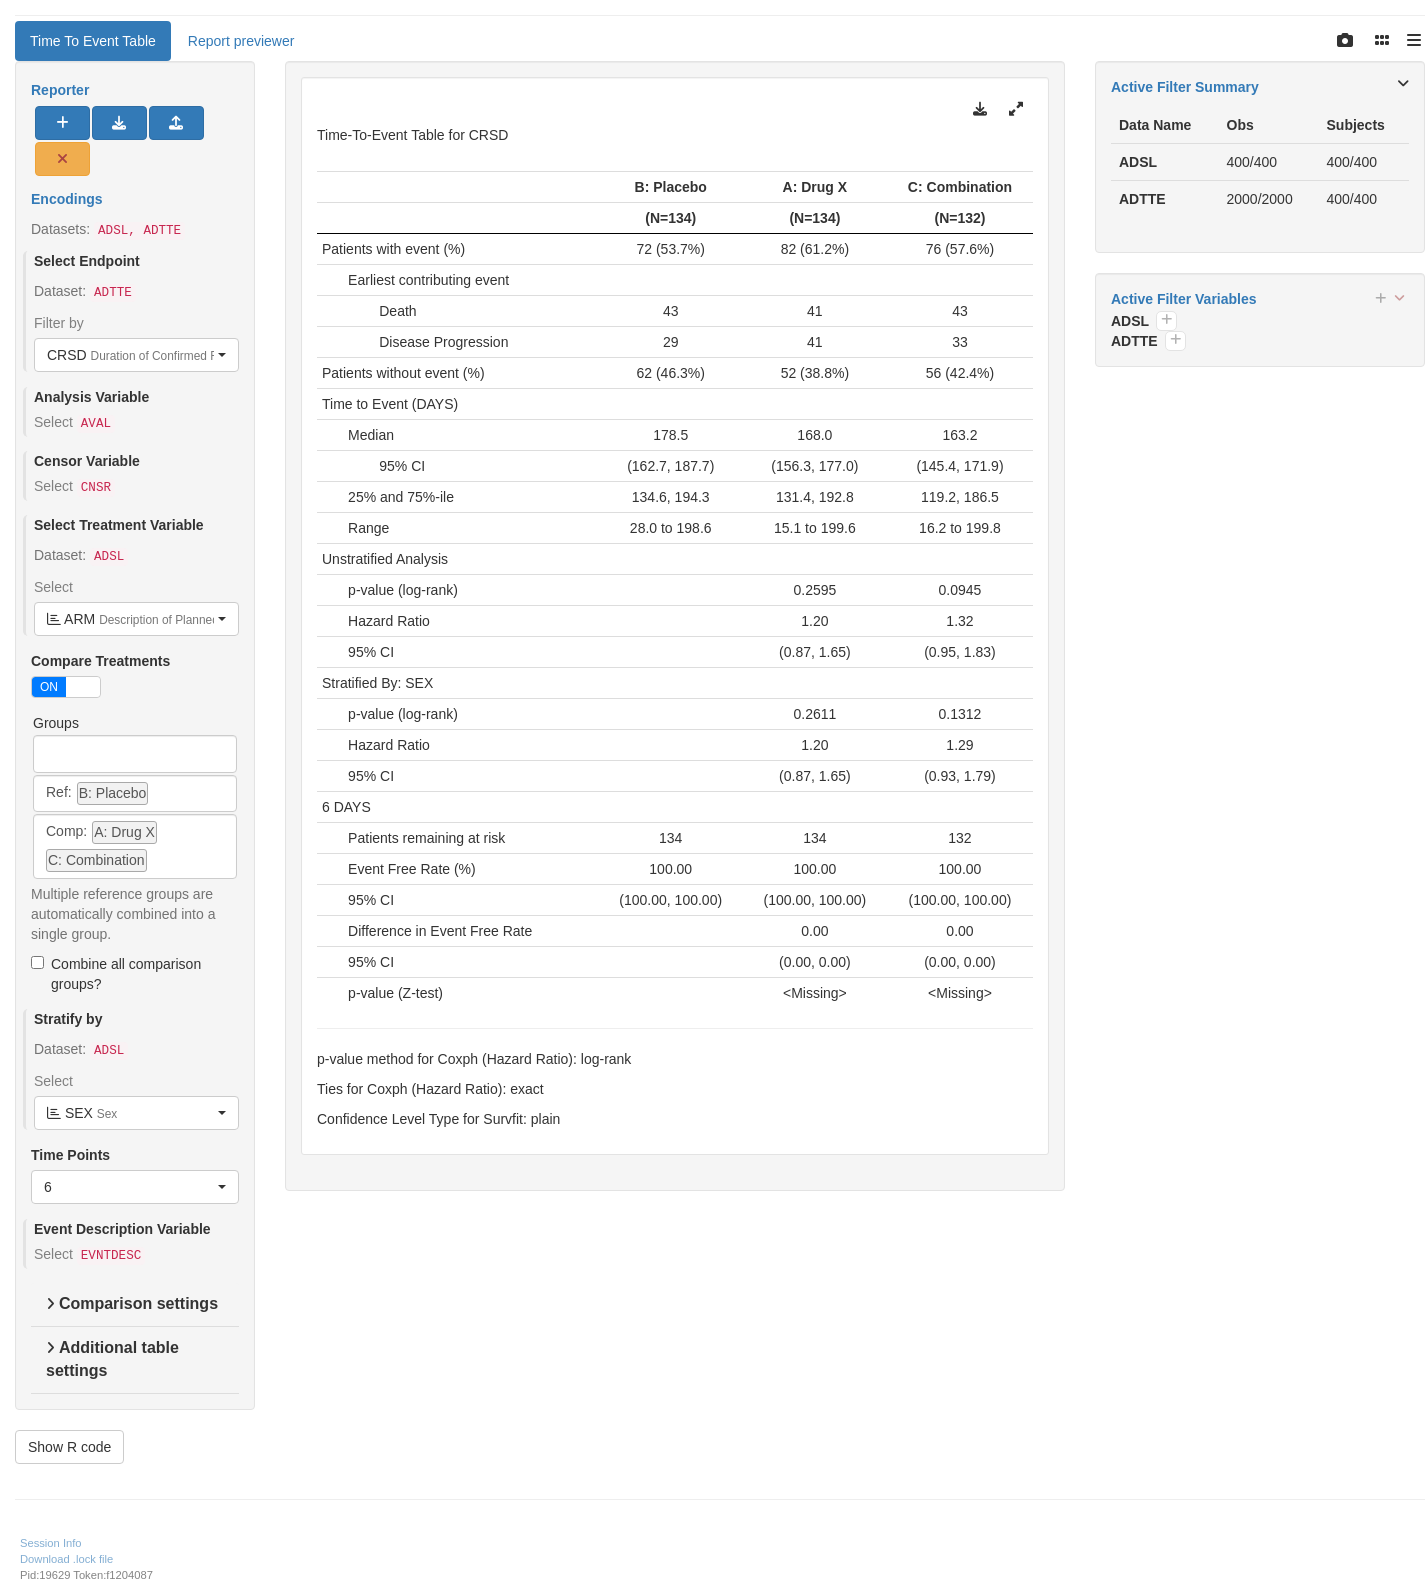 Time To Event Table Report previewer
Reporter
Encodings
Datasets: ADSL, ADTTE
Select Endpoint
Dataset: ADTTE
Filter by
CRSD Duration of Confirmed
Analysis Variable
Select AVAL
Censor Variable
Select CNSR
Select Treatment Variable
Dataset: ADSL
Select
ARM Description of Planned
Compare Treatments
ON
Groups
Ref: B: Placebo
Comp: A: Drug X
C: Combination
Multiple reference groups are
automatically combined into a
single group.
Combine all comparison
groups?
Stratify by
Dataset: ADSL
Select
SEX Sex
Time Points
6
Event Description Variable
Select EVNTDESC
Comparison settings
Additional table
settings
Show R code
Time-To-Event Table for CRSD
B: Placebo A: Drug X C: Combination
(N=134) (N=134) (N=132)
Patients with event (%) 72 (53.7%) 82 (61.2%) 76 (57.6%)
Earliest contributing event
Death 43 41 43
Disease Progression 29 41 33
Patients without event (%) 62 (46.3%) 52 (38.8%) 56 (42.4%)
Time to Event (DAYS)
Median 178.5 168.0 163.2
95% CI (162.7, 187.7) (156.3, 177.0) (145.4, 171.9)
25% and 75%-ile 134.6, 194.3 131.4, 192.8 119.2, 186.5
Range 28.0 to 198.6 15.1 to 199.6 16.2 to 199.8
Unstratified Analysis
p-value (log-rank) 0.2595 0.0945
Hazard Ratio 1.20 1.32
95% CI (0.87, 1.65) (0.95, 1.83)
Stratified By: SEX
p-value (log-rank) 0.2611 0.1312
Hazard Ratio 1.20 1.29
95% CI (0.87, 1.65) (0.93, 1.79)
6 DAYS
Patients remaining at risk 134 134 132
Event Free Rate (%) 100.00 100.00 100.00
95% CI (100.00, 100.00) (100.00, 100.00) (100.00, 100.00)
Difference in Event Free Rate 0.00 0.00
95% CI (0.00, 0.00) (0.00, 0.00)
p-value (Z-test) <Missing> <Missing>
p-value method for Coxph (Hazard Ratio): log-rank
Ties for Coxph (Hazard Ratio): exact
Confidence Level Type for Survfit: plain
Active Filter Summary
Data Name Obs Subjects
ADSL 400/400 400/400
ADTTE 2000/2000 400/400
Active Filter Variables
ADSL
ADTTE
Session Info
Download .lock file
Pid:19629 Token:f1204087